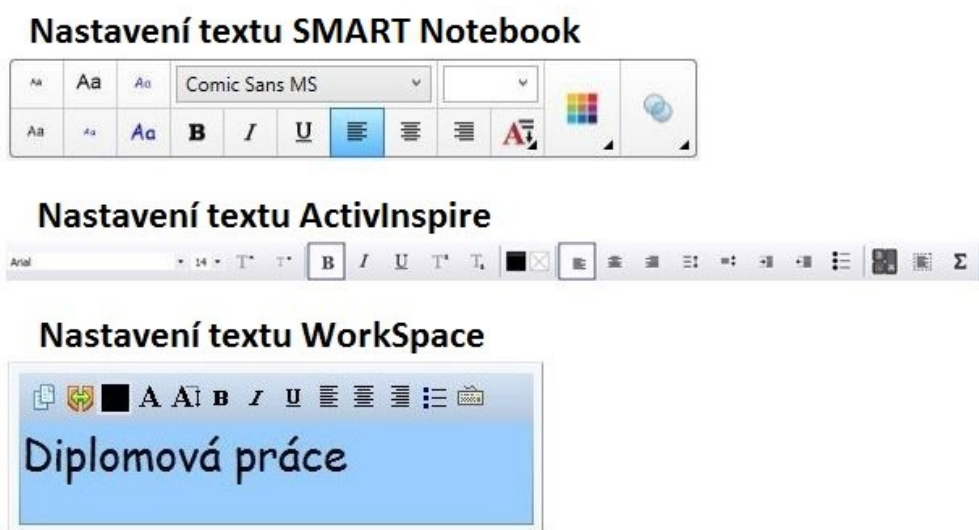 Nastavení textu SMART Notebook
Aa Aa Aa Comic Sans MS
Aa Aa Aa B I U A
Nastavení textu ActivInspire
Arial 14 T T B I U T T Σ
Nastavení textu WorkSpace
A A B I U
Diplomová práce